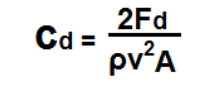 Cd = 2Fd / ρv²A